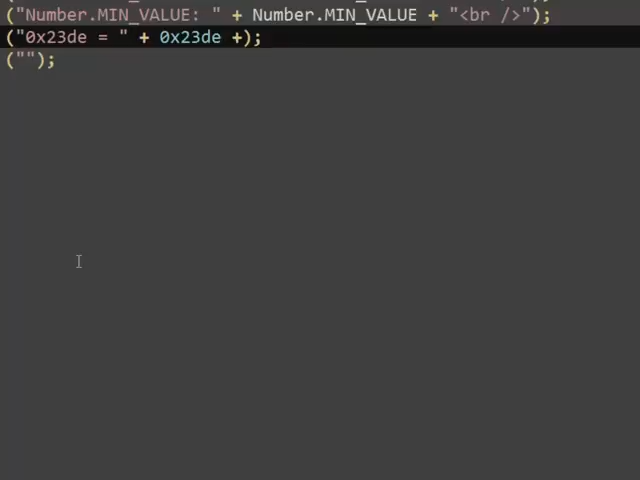 ("Number.MIN_VALUE: " + Number.MIN_VALUE + "<br />");
("0x23de = " + 0x23de +);
("");